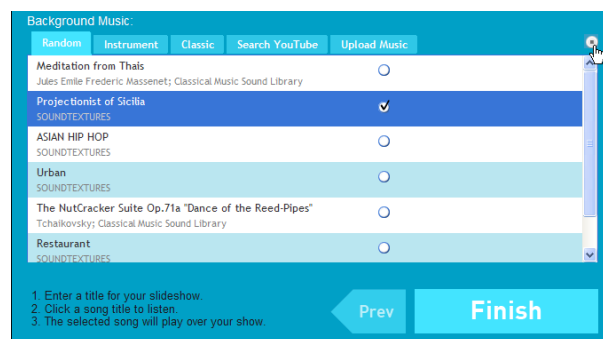 Background Music:
Random Instrument Classic Search YouTube Upload Music
Meditation from Thais
Jules Emile Frederic Massenet; Classical Music Sound Library
Projectionist of Sicilia
SOUNDTEXTURES
ASIAN HIP HOP
SOUNDTEXTURES
Urban
SOUNDTEXTURES
The NutCracker Suite Op.71a "Dance of the Reed-Pipes"
Tchaikovsky; Classical Music Sound Library
Restaurant
SOUNDTEXTURES
1. Enter a title for your slideshow.
2. Click a song title to listen.
3. The selected song will play over your show.
Prev
Finish